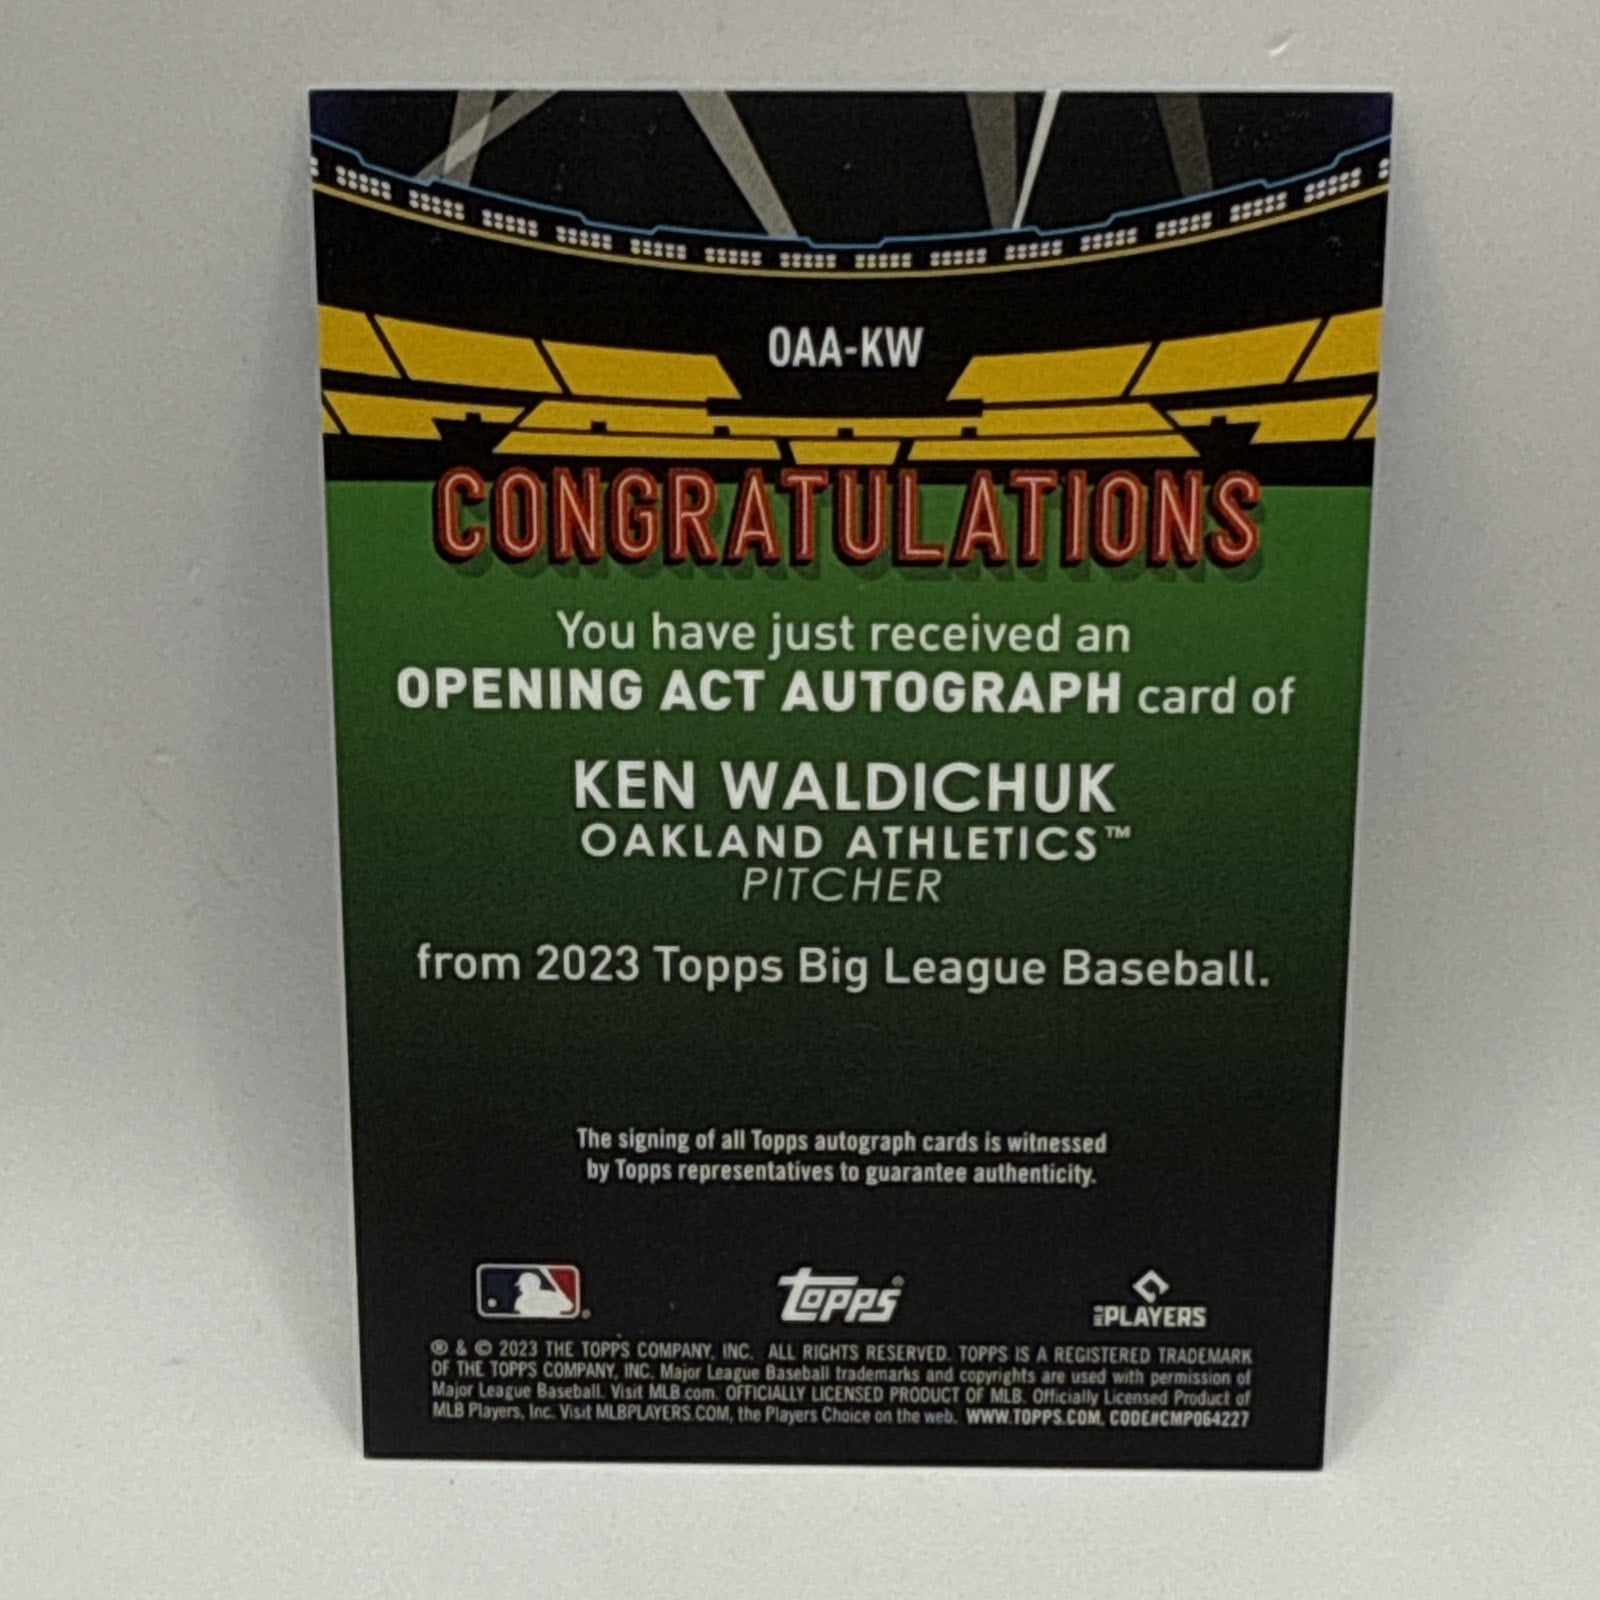 OAA-KW
CONGRATULATIONS
You have just received an
OPENING ACT AUTOGRAPH card of
KEN WALDICHUK
OAKLAND ATHLETICS™
PITCHER
from 2023 Topps Big League Baseball.
The signing of all Topps autograph cards is witnessed
by Topps representatives to guarantee authenticity.
Topps®
MLB PLAYERS
® & © 2023 THE TOPPS COMPANY, INC. ALL RIGHTS RESERVED. TOPPS IS A REGISTERED TRADEMARK
OF THE TOPPS COMPANY, INC. Major League Baseball trademarks and copyrights are used with permission of
Major League Baseball. Visit MLB.com. OFFICIALLY LICENSED PRODUCT OF MLB. Officially Licensed Product of
MLB Players, Inc. Visit MLBPLAYERS.COM, the Players Choice on the web. WWW.TOPPS.COM. CODE#CMP064227